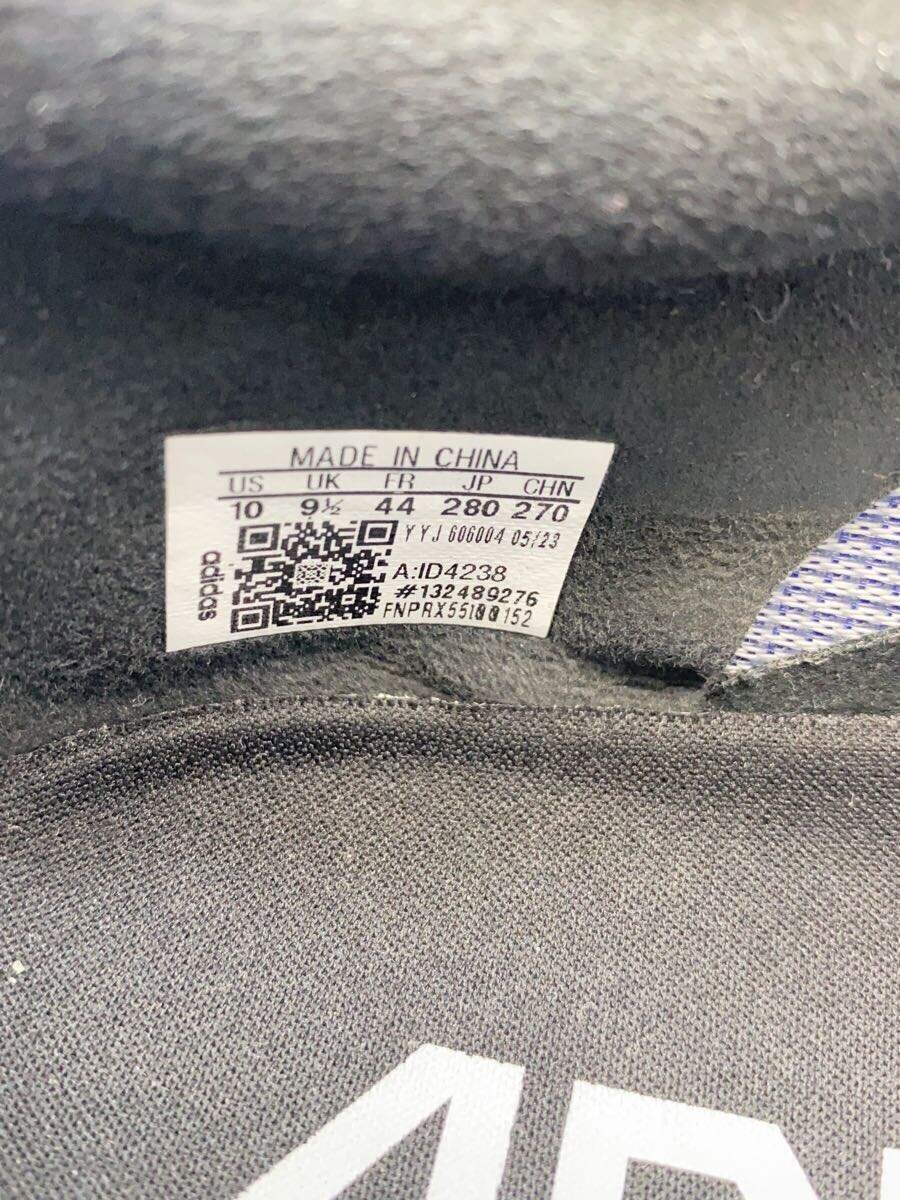 MADE IN CHINA
US UK FR JP CHN
10 9½ 44 280 270
YYJ 606004 05/23
A:ID4238
#132489276
adidas